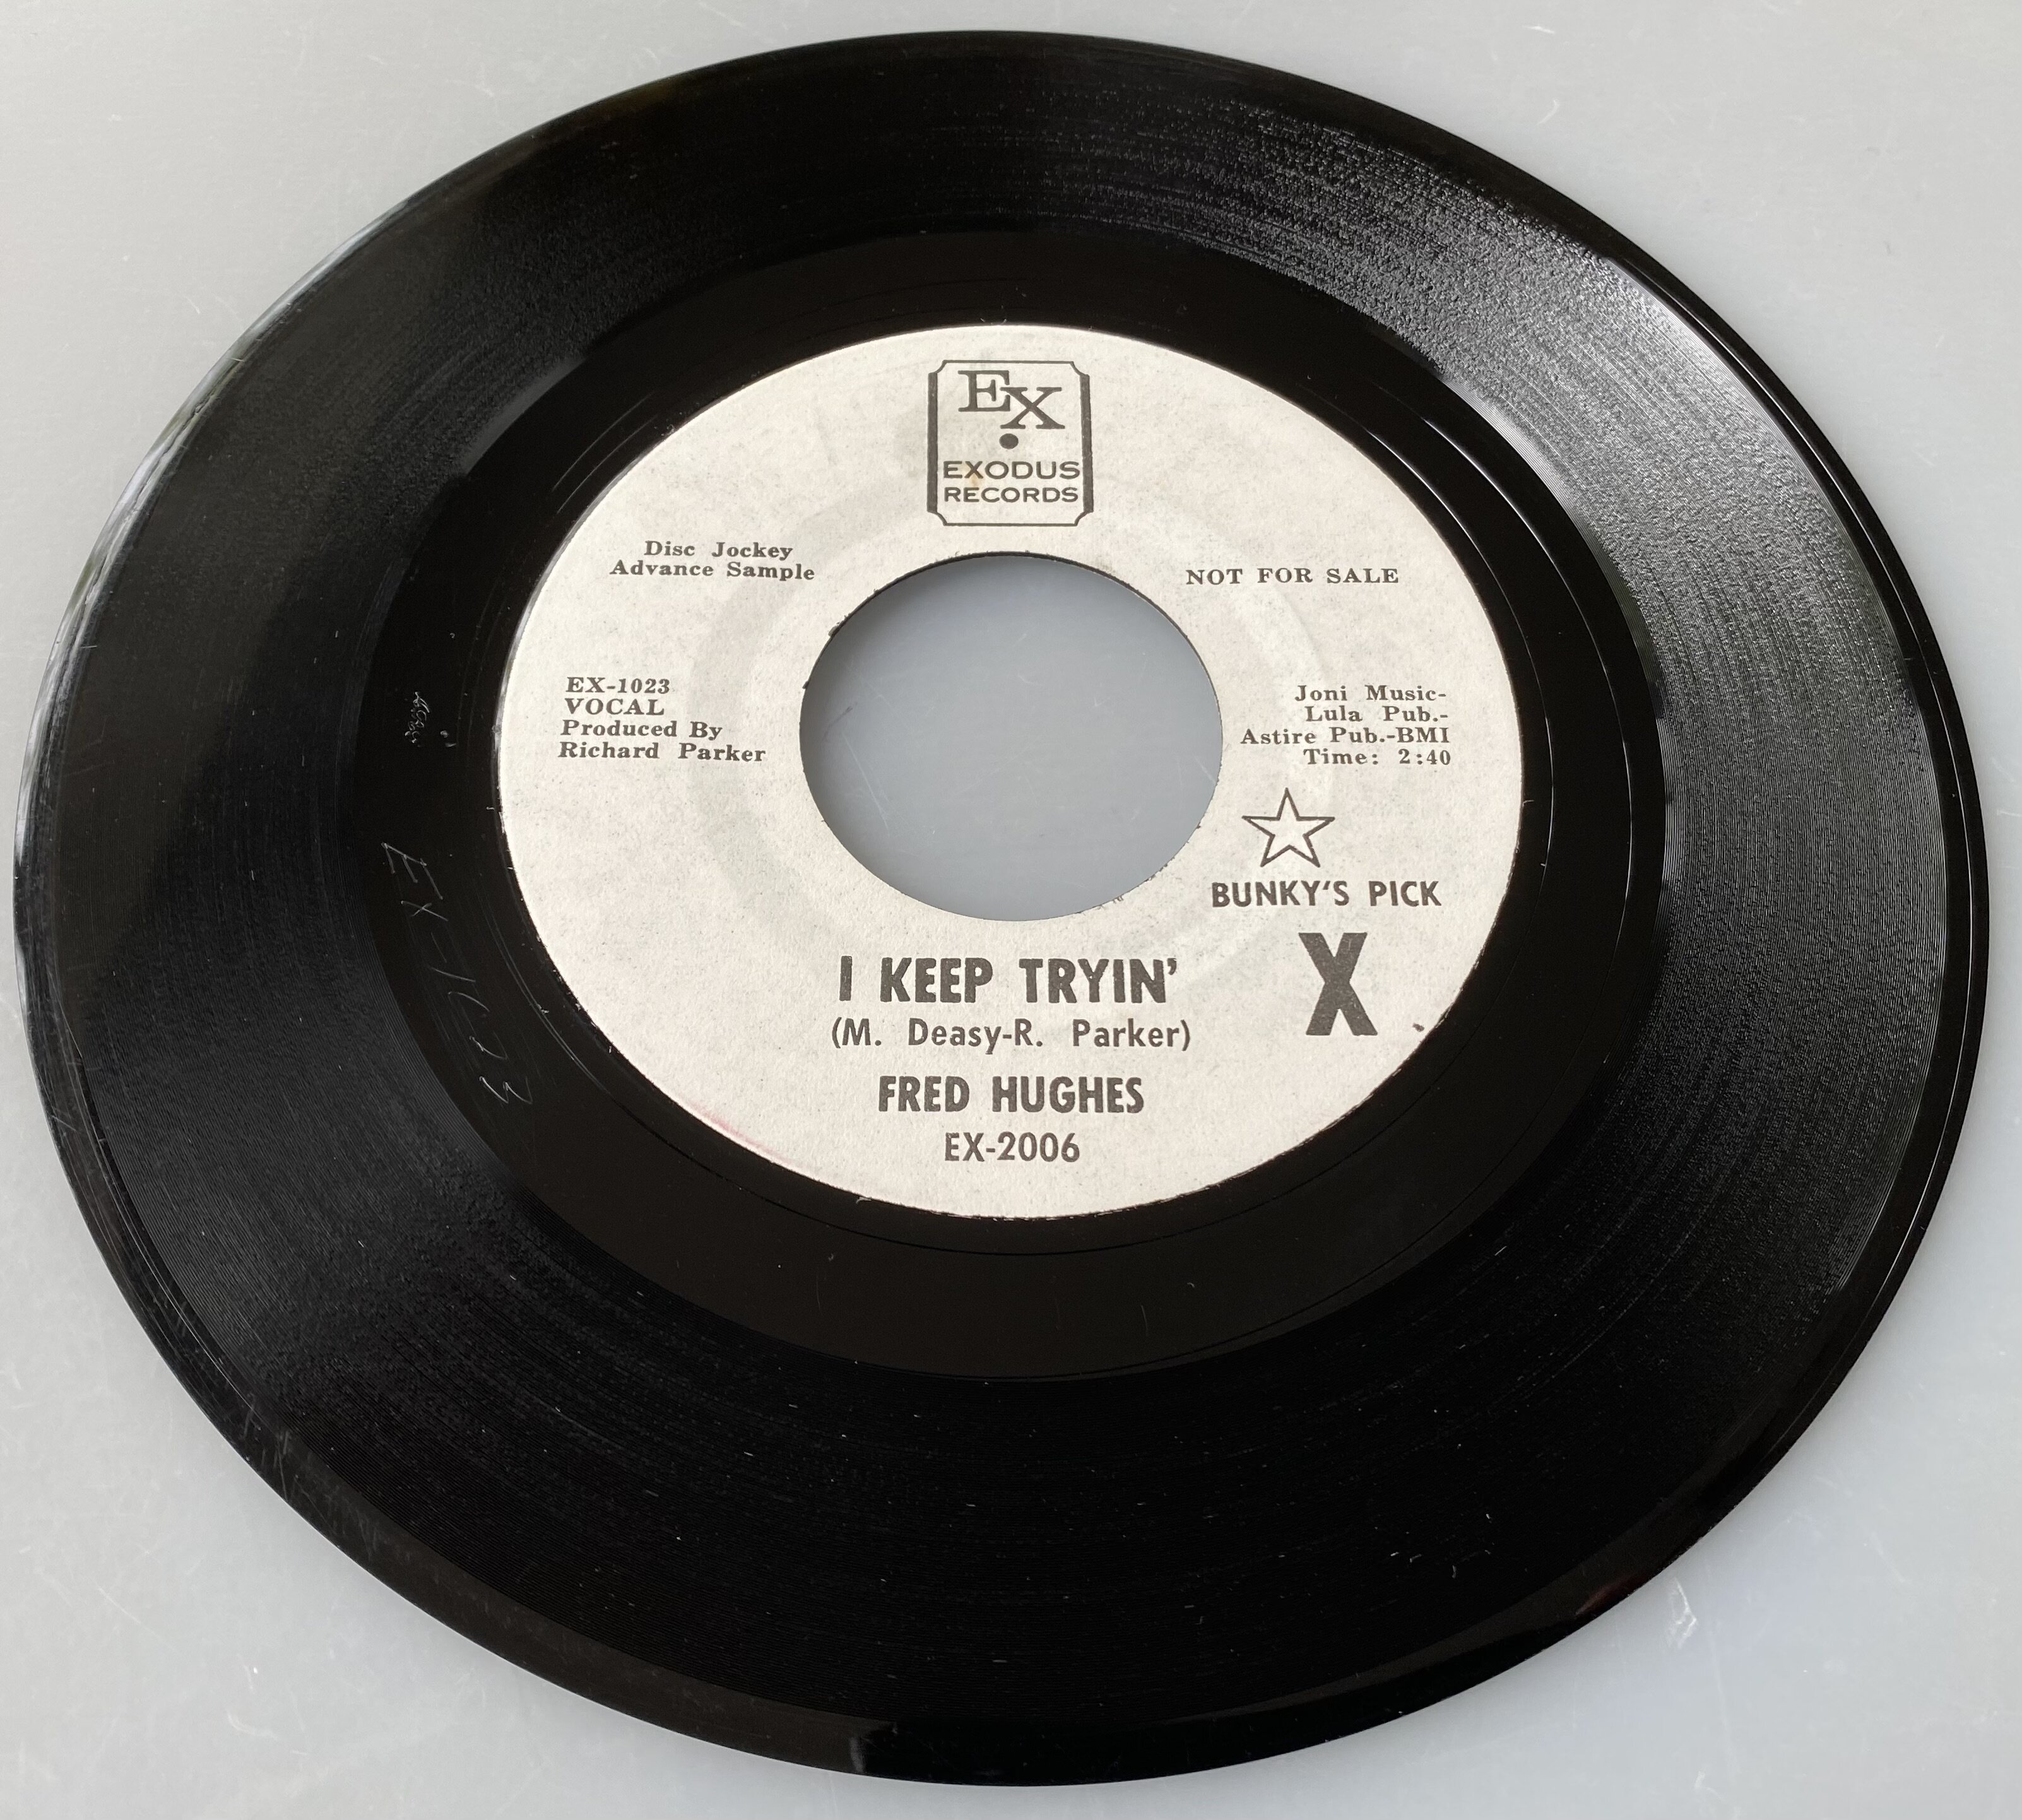 EX
EXODUS
RECORDS
Disc Jockey
Advance Sample
NOT FOR SALE
EX-1023
VOCAL
Produced By
Richard Parker
Joni Music-
Lula Pub.-
Astire Pub.-BMI
Time: 2:40
BUNKY'S PICK
X
I KEEP TRYIN'
(M. Deasy-R. Parker)
FRED HUGHES
EX-2006
EX-1023